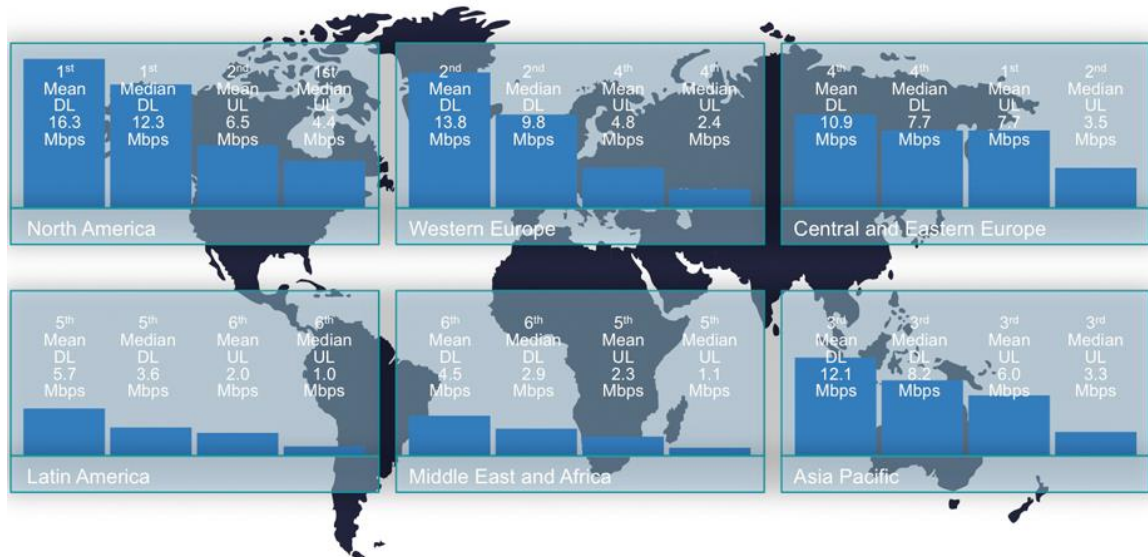 1st Mean DL 16.3 Mbps
1st Median DL 12.3 Mbps
2nd Mean UL 6.5 Mbps
1st Median UL 4.4 Mbps
North America
2nd Mean DL 13.8 Mbps
2nd Median DL 9.8 Mbps
4th Mean UL 4.8 Mbps
4th Median UL 2.4 Mbps
Western Europe
4th Mean DL 10.9 Mbps
4th Median DL 7.7 Mbps
1st Mean UL 7.7 Mbps
2nd Median UL 3.5 Mbps
Central and Eastern Europe
5th Mean DL 5.7 Mbps
5th Median DL 3.6 Mbps
6th Mean UL 2.0 Mbps
6th Median UL 1.0 Mbps
Latin America
6th Mean DL 4.5 Mbps
6th Median DL 2.9 Mbps
5th Mean UL 2.3 Mbps
5th Median UL 1.1 Mbps
Middle East and Africa
3rd Mean DL 12.1 Mbps
3rd Median DL 8.2 Mbps
3rd Mean UL 6.0 Mbps
3rd Median UL 3.3 Mbps
Asia Pacific